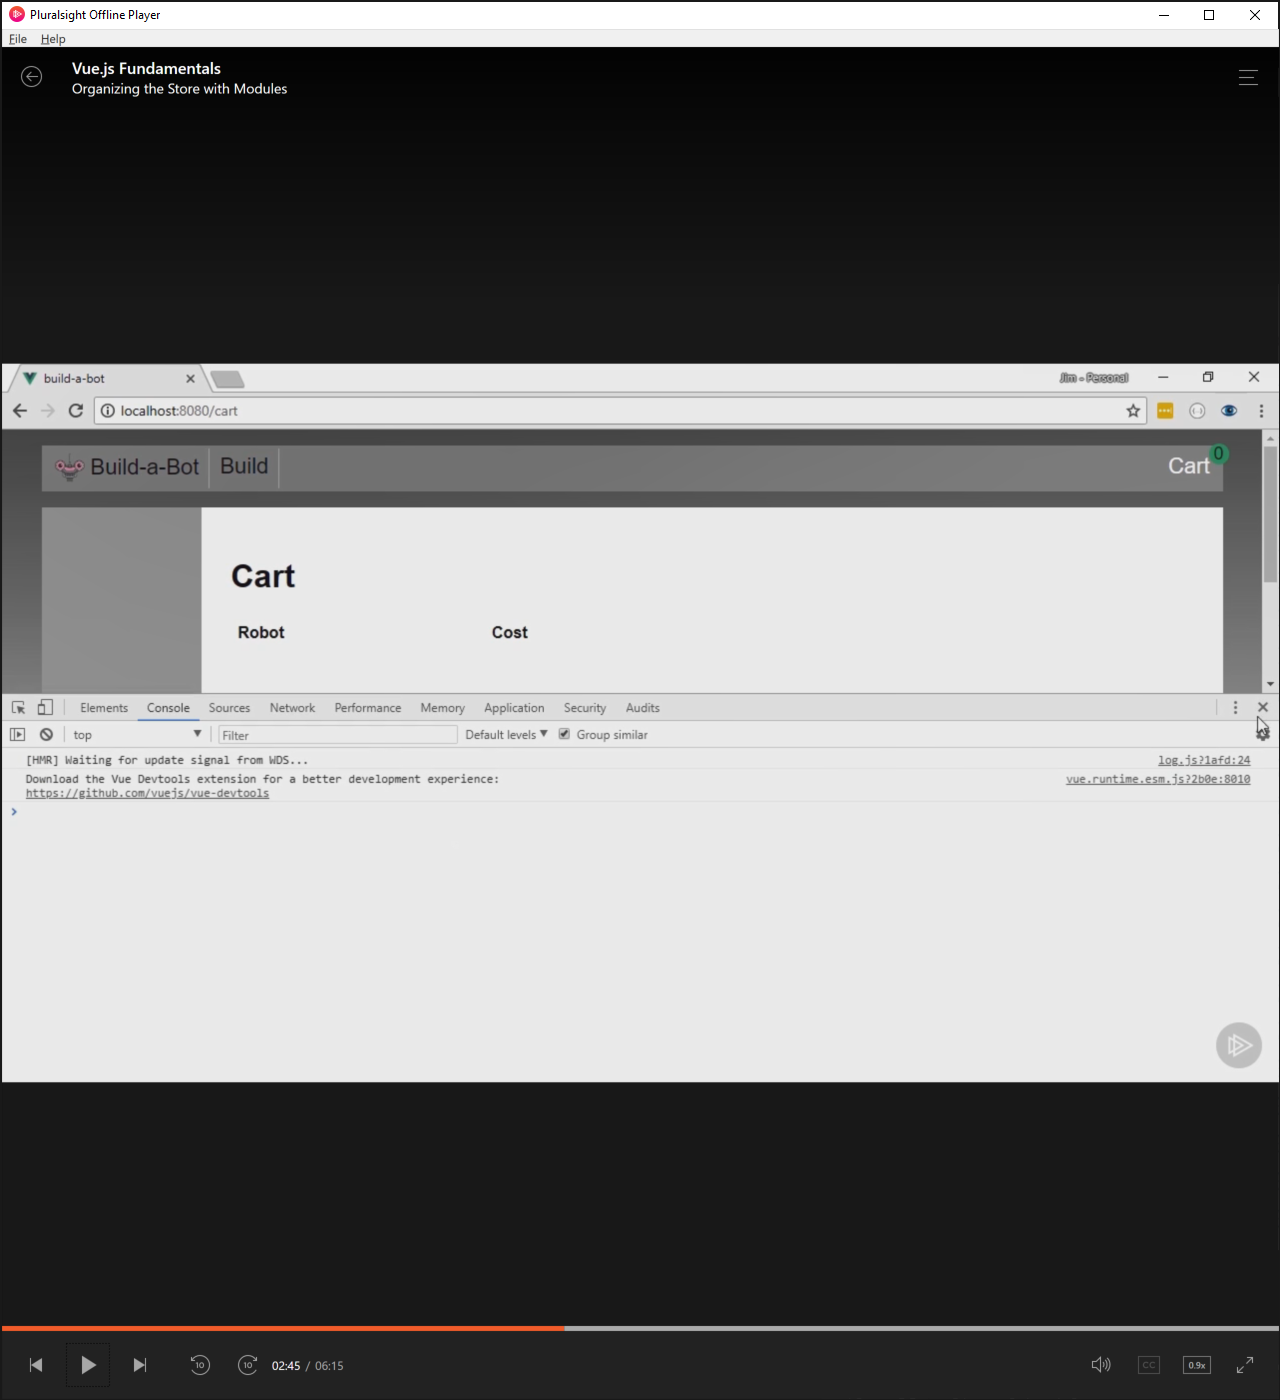 Pluralsight Offline Player
File Help
Vue.js Fundamentals
Organizing the Store with Modules
build-a-bot
Jim - Personal
localhost:8080/cart
Build-a-Bot Build Cart 0
Cart
Robot Cost
Elements Console Sources Network Performance Memory Application Security Audits
top Filter Default levels Group similar
[HMR] Waiting for update signal from WDS... log.js?1afd:24
Download the Vue Devtools extension for a better development experience: vue.runtime.esm.js?2b0e:8010
https://github.com/vuejs/vue-devtools
10 10 02:45 / 06:15 CC 0.9x